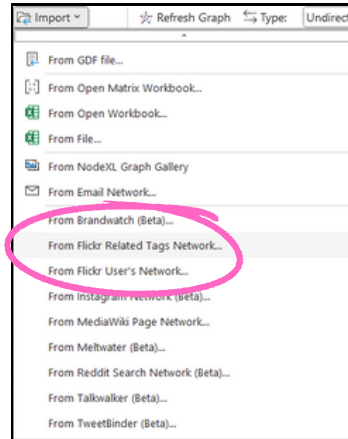 Import
Refresh Graph
Type:
Undirect
From GDF file...
From Open Matrix Workbook...
From Open Workbook...
From File...
From NodeXL Graph Gallery
From Email Network...
From Brandwatch (Beta)...
From Flickr Related Tags Network...
From Flickr User's Network...
From Instagram Network (Beta)...
From MediaWiki Page Network...
From Meltwater (Beta)...
From Reddit Search Network (Beta)...
From Talkwalker (Beta)...
From TweetBinder (Beta)...